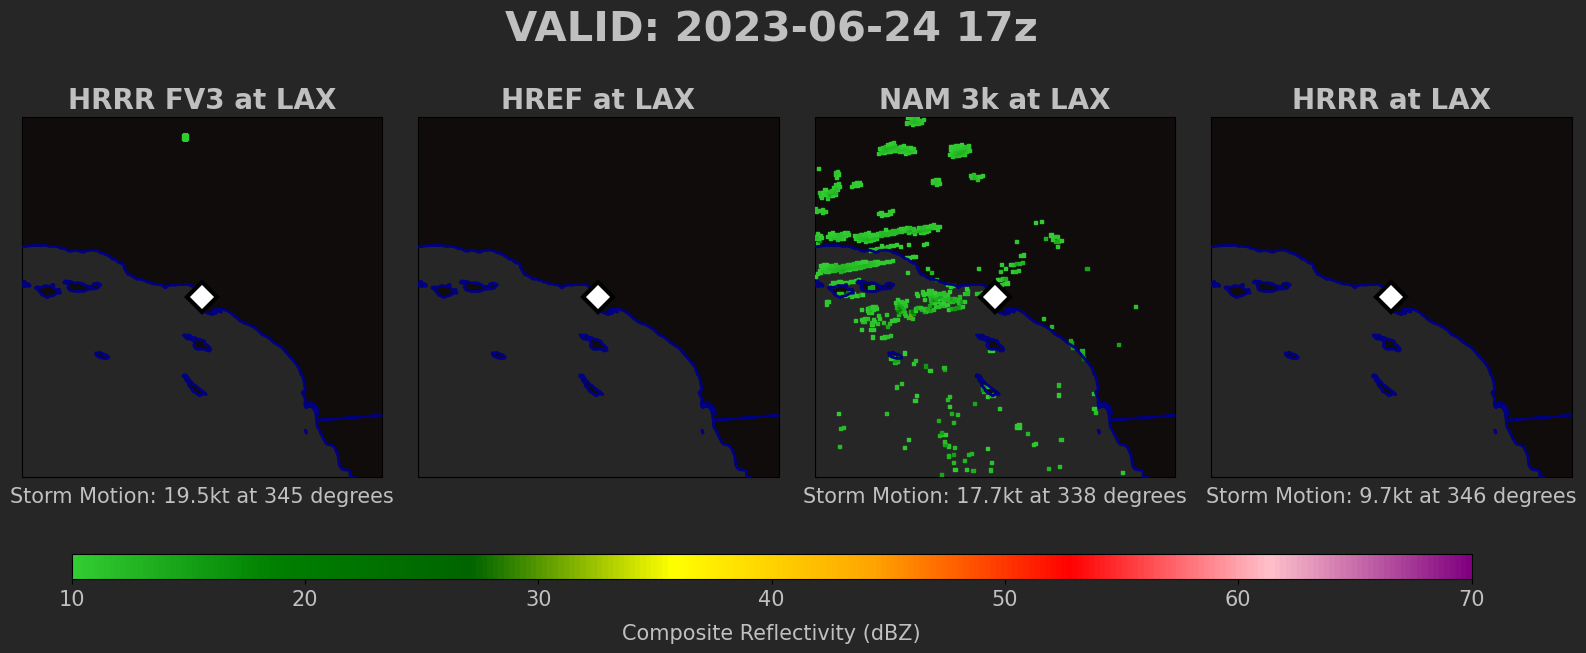 VALID: 2023-06-24 17z
HRRR FV3 at LAX
HREF at LAX
NAM 3k at LAX
HRRR at LAX
Storm Motion: 19.5kt at 345 degrees
Storm Motion: 17.7kt at 338 degrees
Storm Motion: 9.7kt at 346 degrees
10 20 30 40 50 60 70
Composite Reflectivity (dBZ)